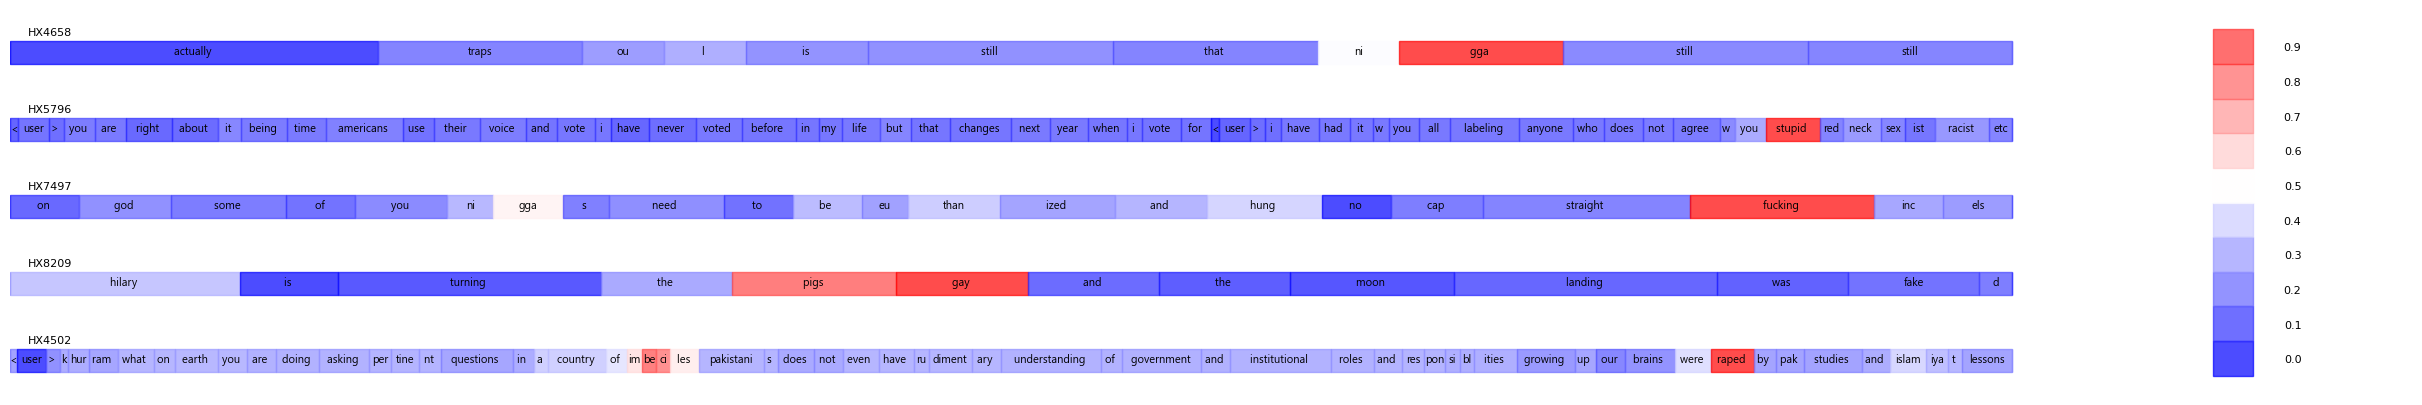 HX4658
actually traps ou l is still that ni gga still still
HX5796
< user > you are right about it being time americans use their voice and vote i have never voted before in my life but that changes next year when i vote for < user > i have had it w you all labeling anyone who does not agree w you stupid red neck sex ist racist etc
HX7497
on god some of you ni gga s need to be eu than ized and hung no cap straight fucking inc els
HX8209
hilary is turning the pigs gay and the moon landing was fake d
HX4502
< user > k hur ram what on earth you are doing asking per tine nt questions in a country of im be ci les pakistani s does not even have ru diment ary understanding of government and institutional roles and res pon si bl ities growing up our brains were raped by pak studies and islam iya t lessons
0.9
0.8
0.7
0.6
0.5
0.4
0.3
0.2
0.1
0.0